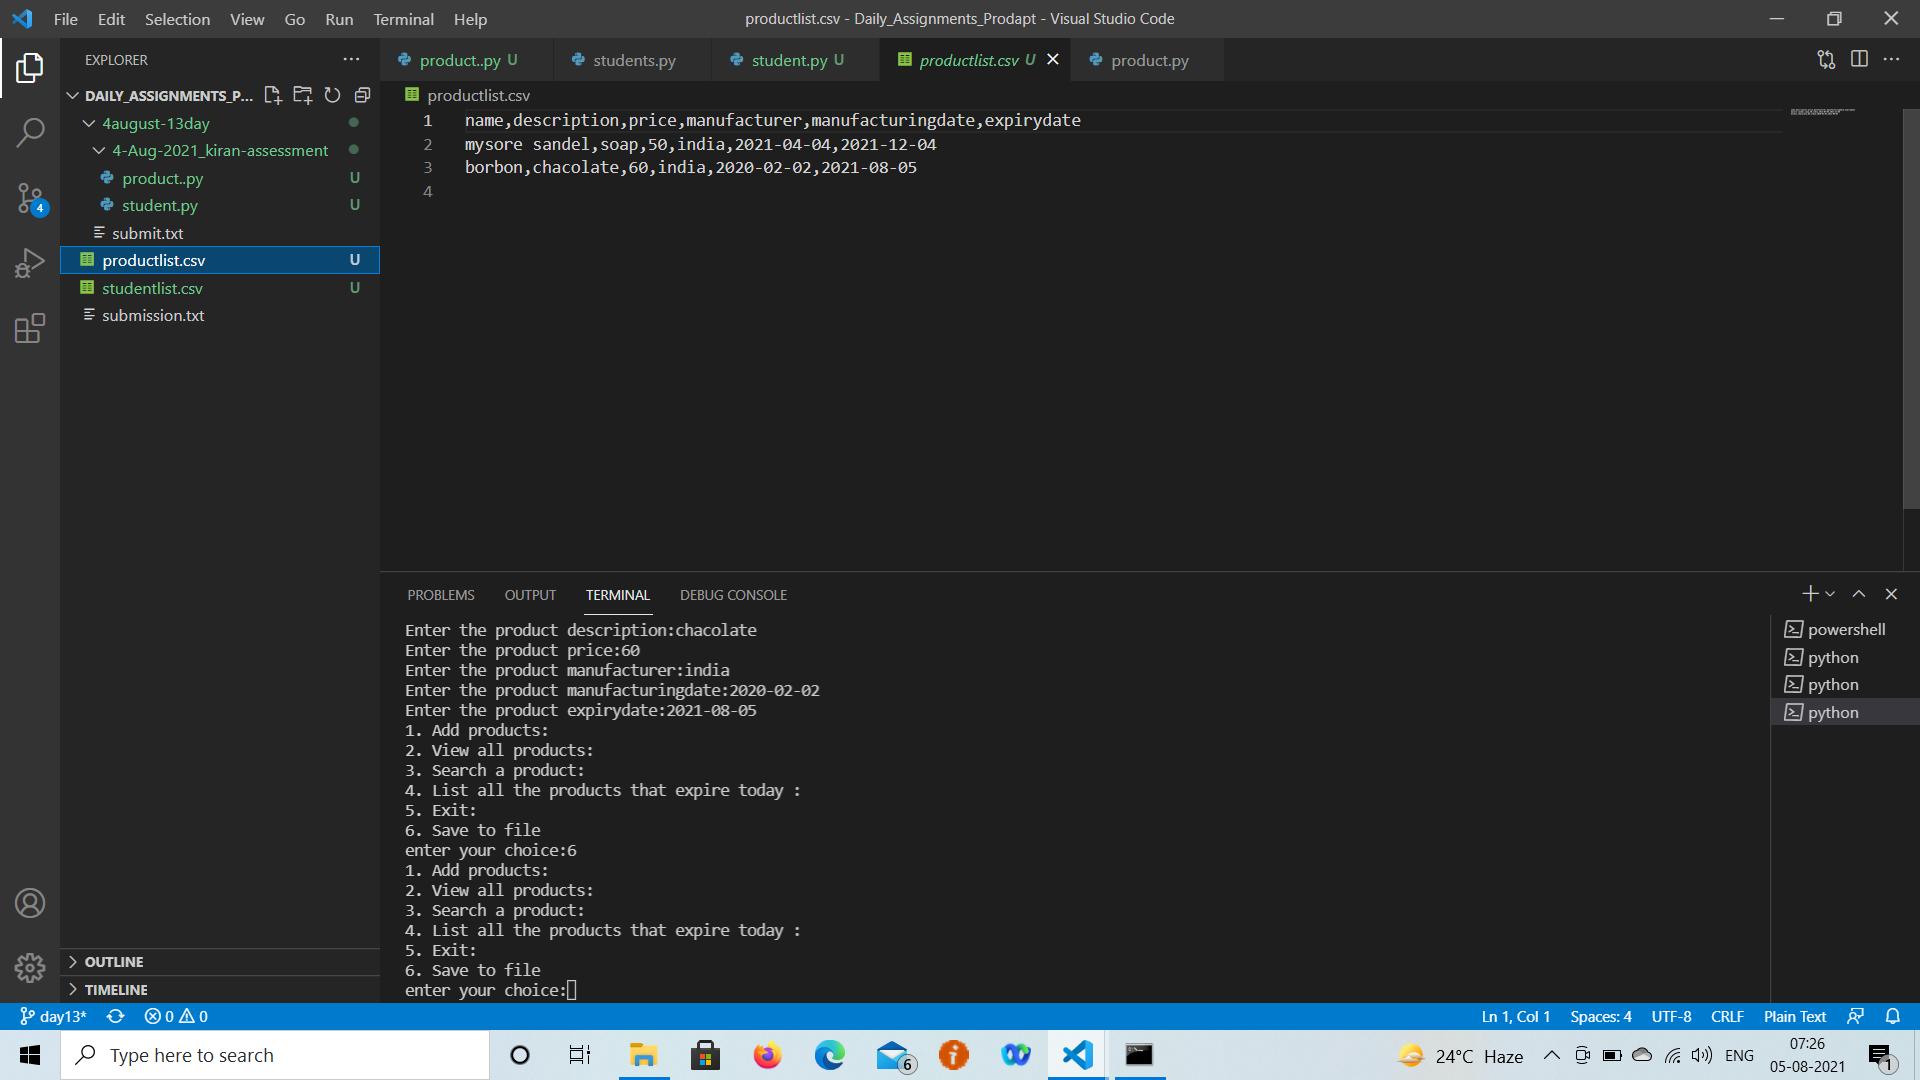 File Edit Selection View Go Run Terminal Help
productlist.csv - Daily_Assignments_Prodapt - Visual Studio Code
EXPLORER
product..py U
students.py
student.py U
productlist.csv U
product.py
DAILY_ASSIGNMENTS_P...
4august-13day
4-Aug-2021_kiran-assessment
product..py U
student.py U
submit.txt
productlist.csv U
studentlist.csv U
submission.txt
OUTLINE
TIMELINE
4
productlist.csv
1 name,description,price,manufacturer,manufacturingdate,expirydate
2 mysore sandel,soap,50,india,2021-04-04,2021-12-04
3 borbon,chacolate,60,india,2020-02-02,2021-08-05
4
PROBLEMS OUTPUT TERMINAL DEBUG CONSOLE
Enter the product description:chacolate
Enter the product price:60
Enter the product manufacturer:india
Enter the product manufacturingdate:2020-02-02
Enter the product expirydate:2021-08-05
1. Add products:
2. View all products:
3. Search a product:
4. List all the products that expire today :
5. Exit:
6. Save to file
enter your choice:6
1. Add products:
2. View all products:
3. Search a product:
4. List all the products that expire today :
5. Exit:
6. Save to file
enter your choice:
powershell
python
python
python
day13* 0 0
Ln 1, Col 1 Spaces: 4 UTF-8 CRLF Plain Text
Type here to search
6
24°C Haze
ENG
07:26
05-08-2021
1